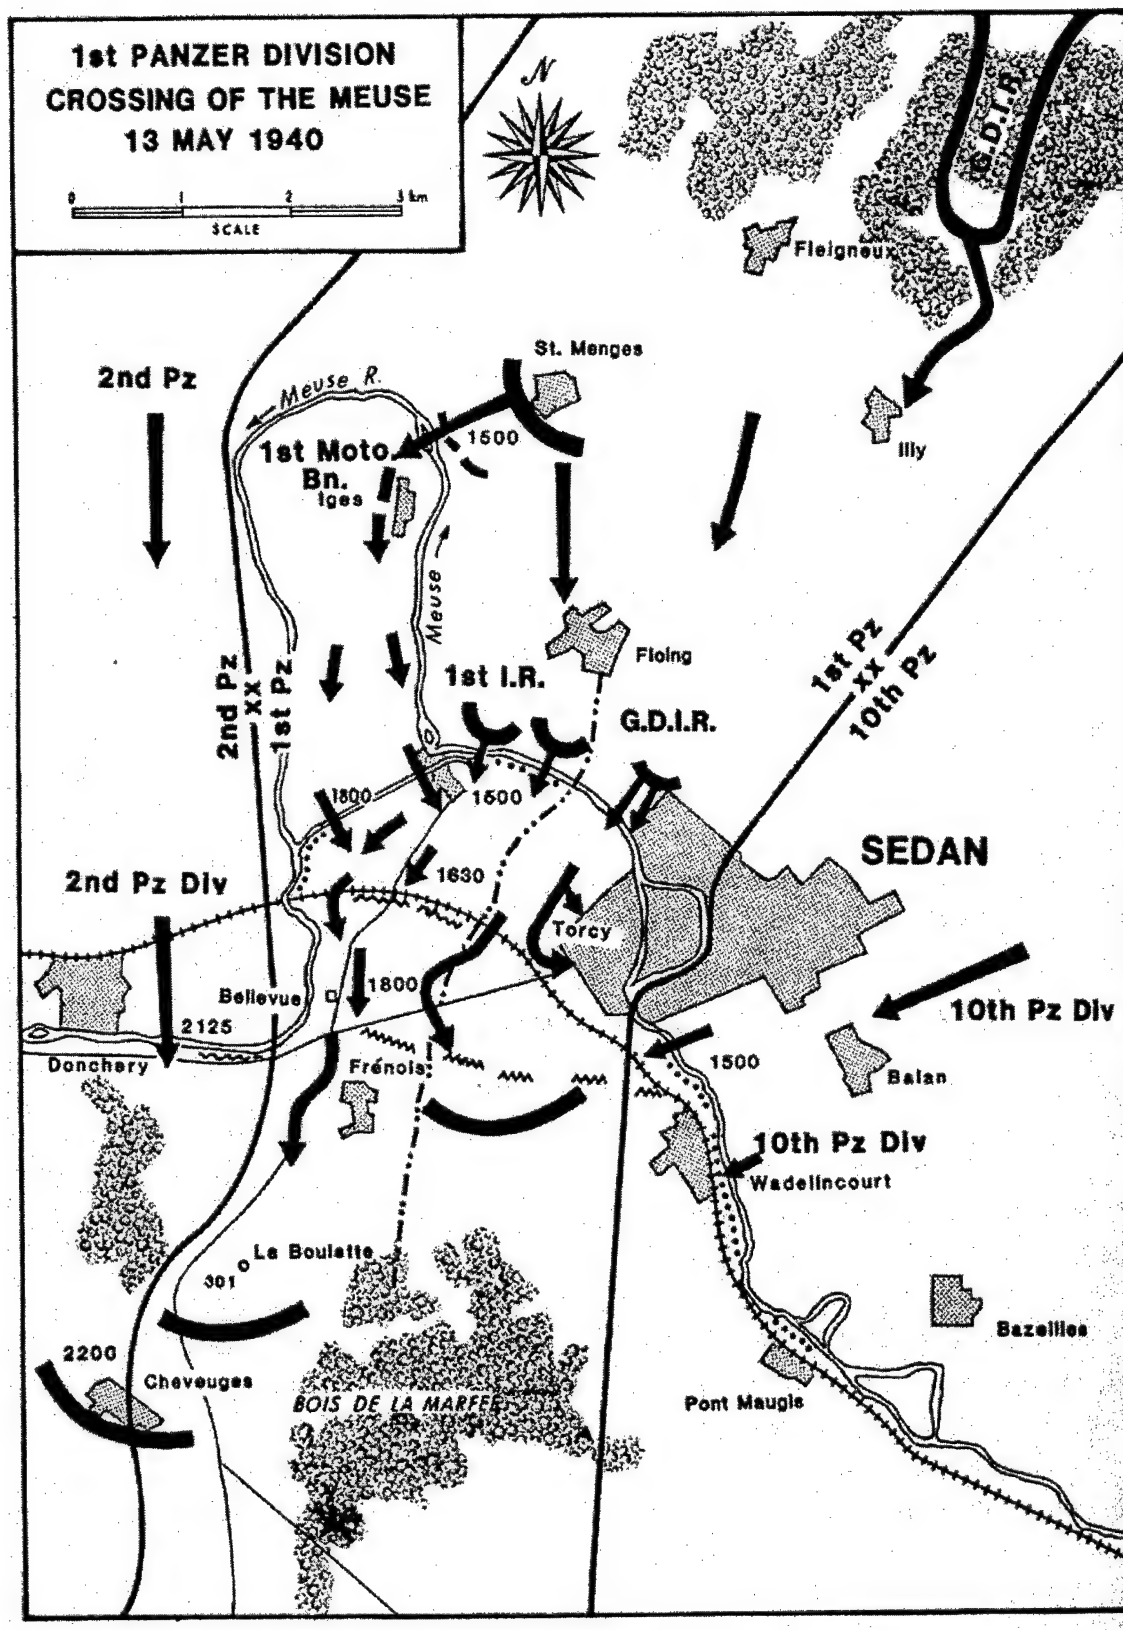 1st PANZER DIVISION
CROSSING OF THE MEUSE
13 MAY 1940
0 1 2 3 km
SCALE
N
G.D.I.R.
Fleigneux
St. Menges
2nd Pz
Meuse R.
1500
1st Moto.
Bn.
Iges
Illy
Meuse
Floing
1st Pz
xx
10th Pz
2nd Pz
xx
1st Pz
1st I.R.
G.D.I.R.
1800
1500
SEDAN
1630
2nd Pz Div
Torcy
1800
Bellevue
10th Pz Div
2125
1500
Donchery
Frénois
Balan
10th Pz Div
Wadelincourt
La Boulette
301
Bazeilles
2200
Cheveuges
Pont Maugis
BOIS DE LA MARFEE